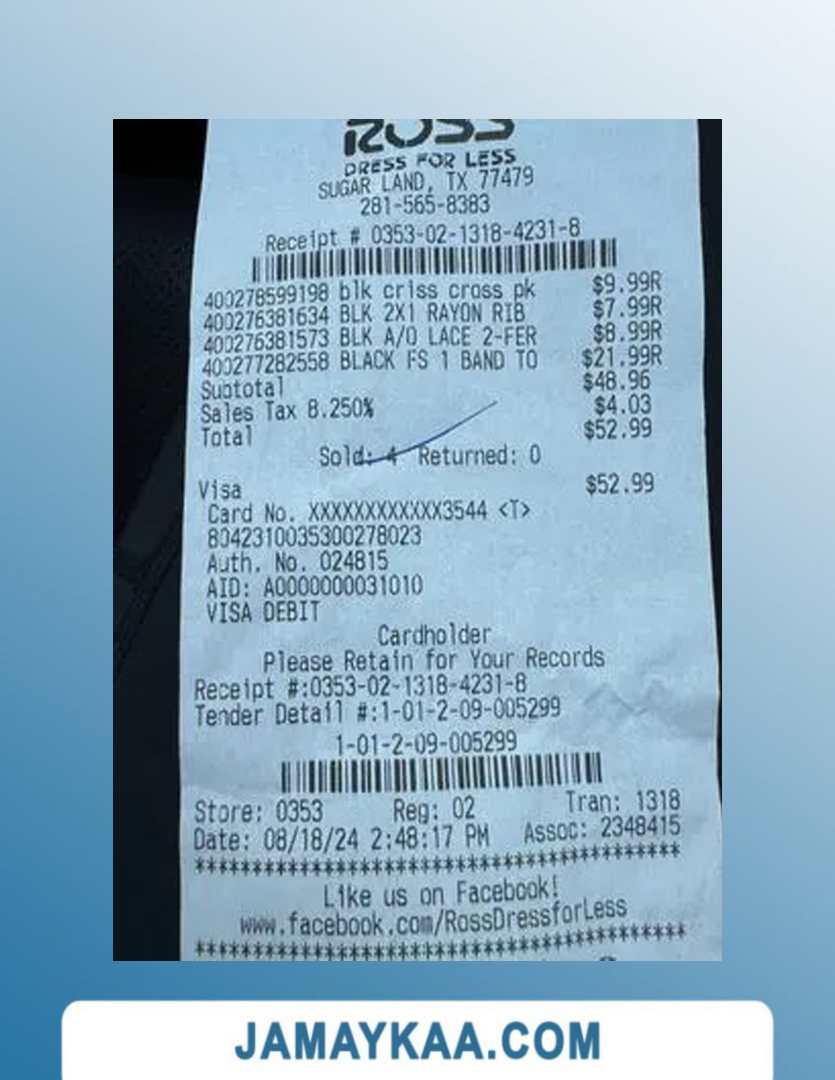 ROSS
DRESS FOR LESS
SUGAR LAND, TX 77479
281-565-8383
Receipt # 0353-02-1318-4231-8
400278599198 blk criss cross pk $9.99R
400276381634 BLK 2X1 RAYON RIB $7.99R
400276381573 BLK A/O LACE 2-FER $8.99R
400277282558 BLACK FS 1 BAND TO $21.99R
Subtotal $48.96
Sales Tax 8.250% $4.03
Total $52.99
Sold: 4 Returned: 0
Visa $52.99
Card No. XXXXXXXXXXXX3544 <T>
8042310035300278023
Auth. No. 024815
AID: A0000000031010
VISA DEBIT
Cardholder
Please Retain for Your Records
Receipt #:0353-02-1318-4231-8
Tender Detail #:1-01-2-09-005299
1-01-2-09-005299
Store: 0353 Reg: 02 Tran: 1318
Date: 08/18/24 2:48:17 PM Assoc: 2348415
******************************************
Like us on Facebook!
www.facebook.com/RossDressforLess
******************************************
JAMAYKAA.COM